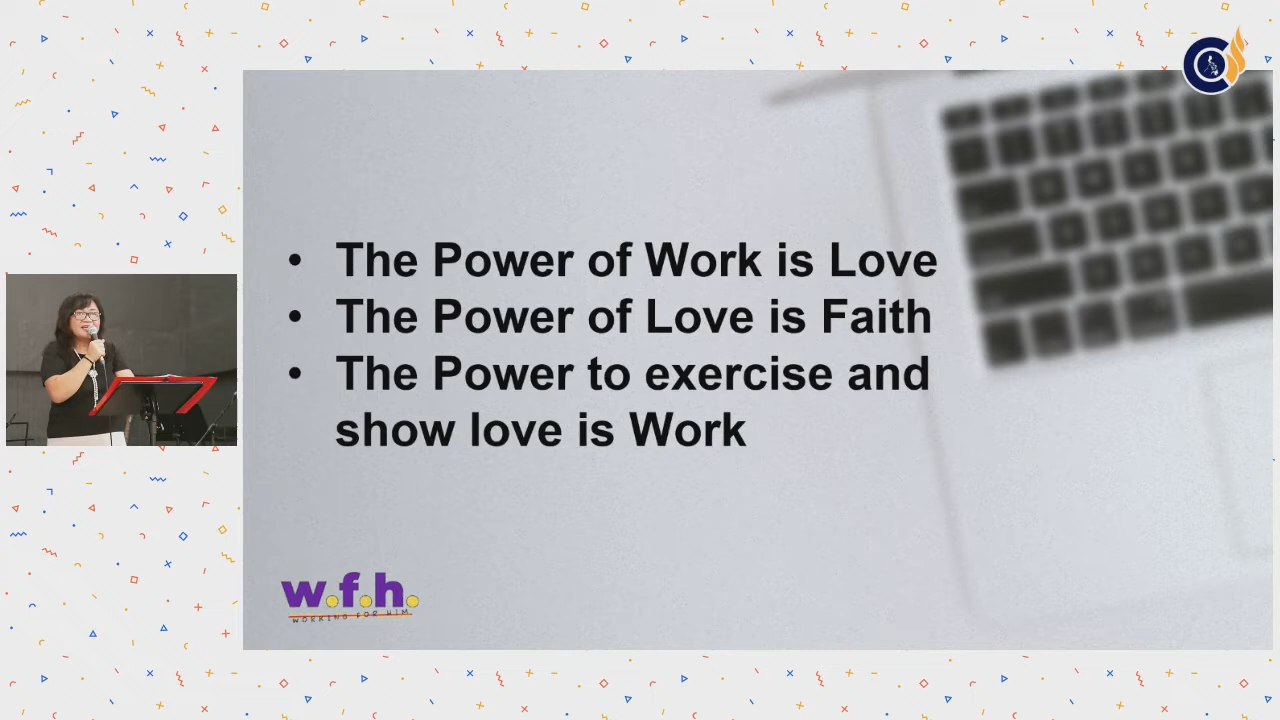 • The Power of Work is Love
• The Power of Love is Faith
• The Power to exercise and
show love is Work
w.f.h.
WORKING FOR HIM